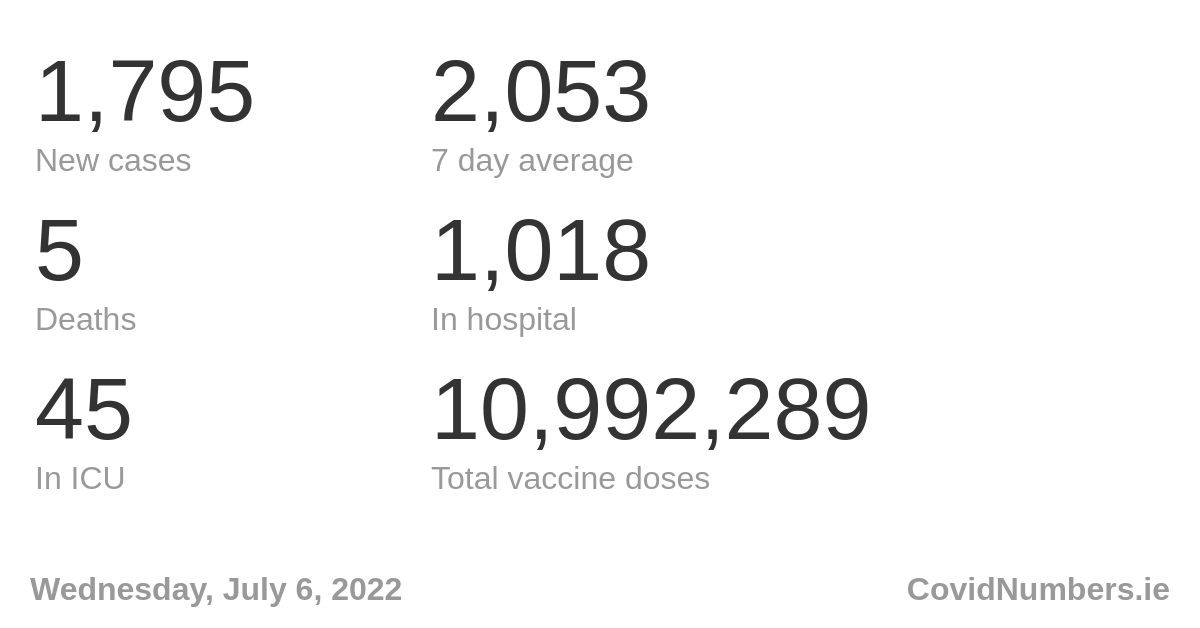 1,795 2,053
New cases 7 day average
5 1,018
Deaths In hospital
45 10,992,289
In ICU Total vaccine doses
Wednesday, July 6, 2022 CovidNumbers.ie